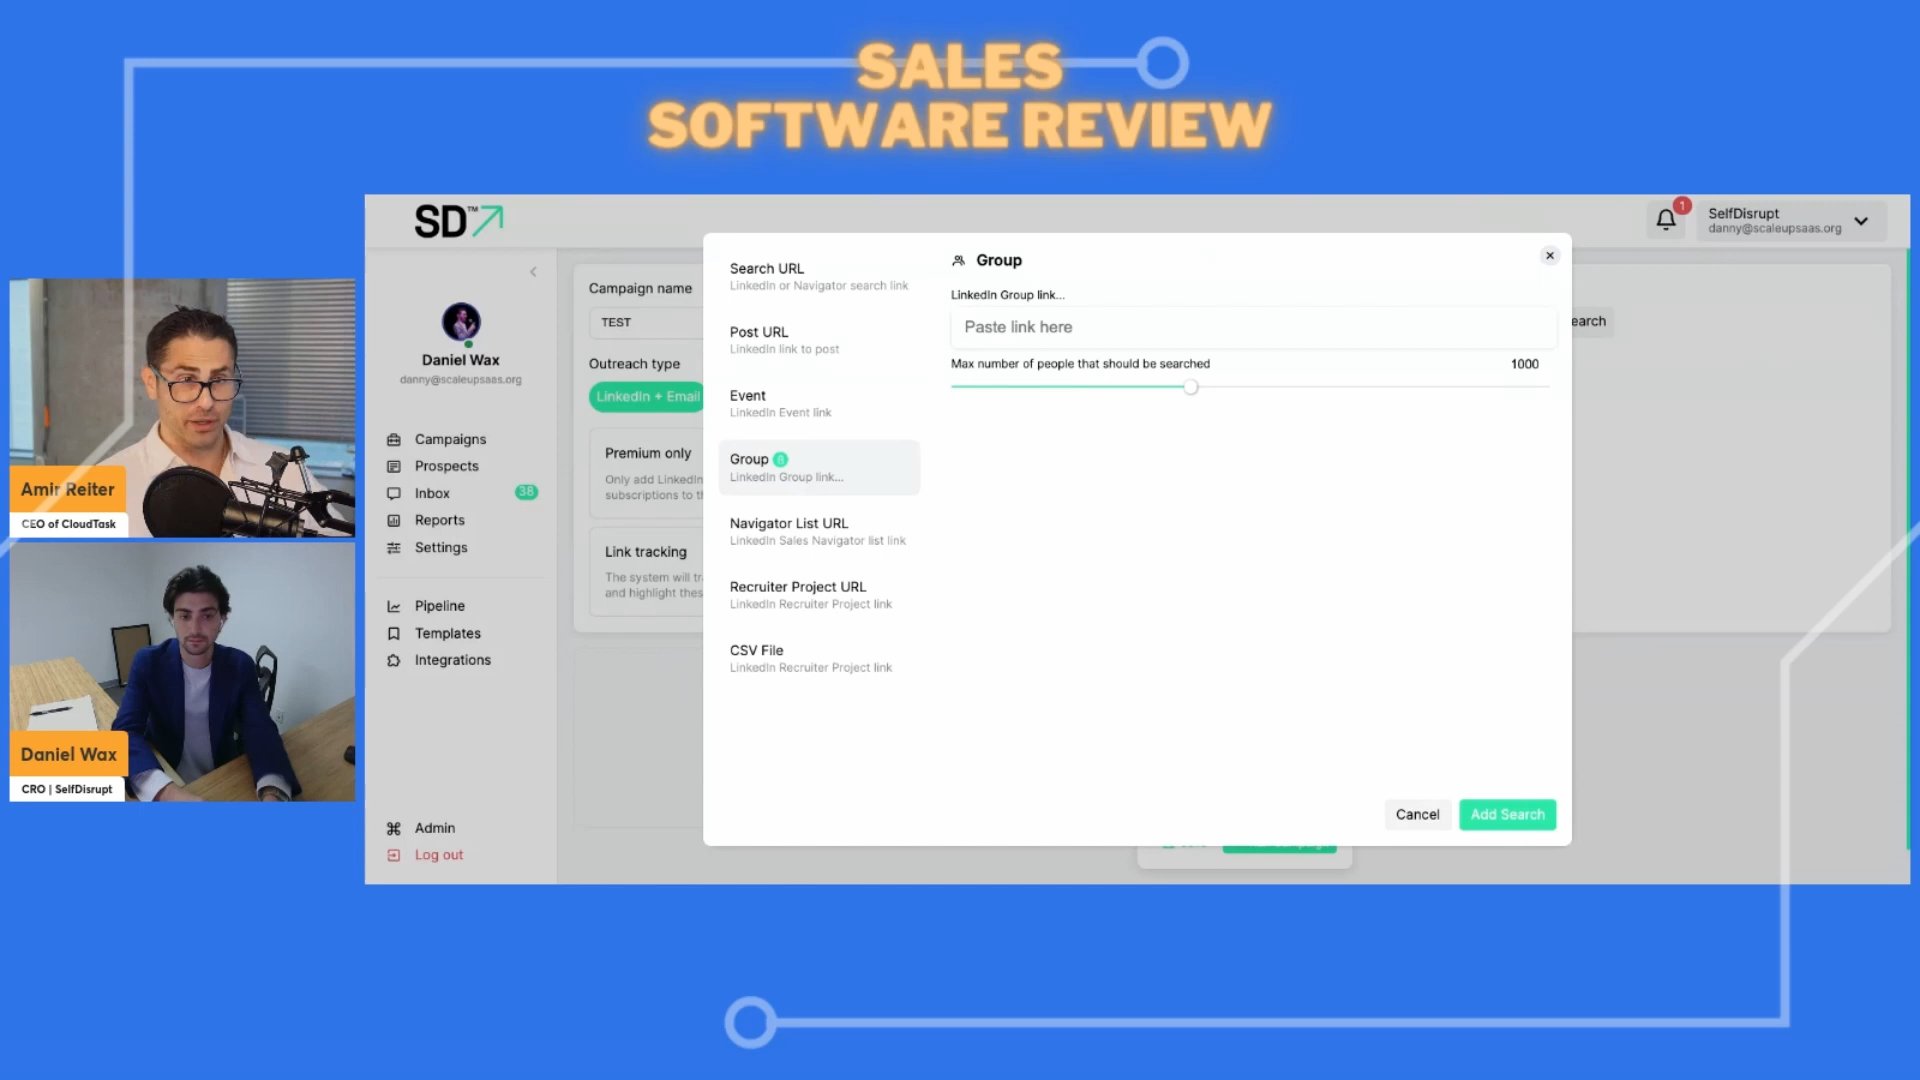 SALES
SOFTWARE REVIEW
SD™
1
SelfDisrupt
danny@scaleupsaas.org
Daniel Wax
danny@scaleupsaas.org
Campaigns
Prospects
Inbox
38
Reports
Settings
Pipeline
Templates
Integrations
Admin
Log out
Campaign name
TEST
Outreach type
LinkedIn + Email
Premium only
Only add LinkedIn
subscriptions to
Link tracking
The system will
and highlight
earch
Search URL
LinkedIn or Navigator search link
Post URL
LinkedIn link to post
Event
LinkedIn Event link
Group 8
LinkedIn Group link...
Navigator List URL
LinkedIn Sales Navigator list link
Recruiter Project URL
LinkedIn Recruiter Project link
CSV File
LinkedIn Recruiter Project link
Group
LinkedIn Group link...
Paste link here
Max number of people that should be searched
1000
Cancel
Add Search
Amir Reiter
CEO of CloudTask
Daniel Wax
CRO | SelfDisrupt